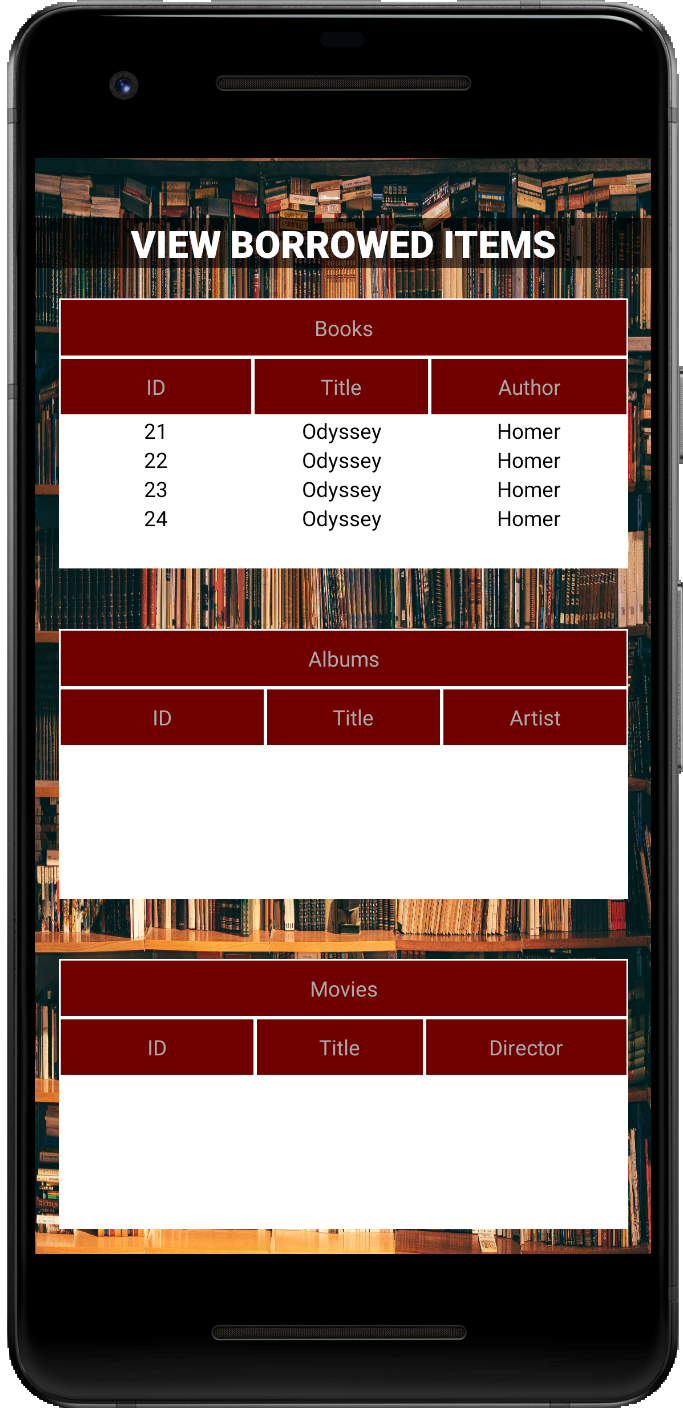 VIEW BORROWED ITEMS
Books
ID Title Author
21 Odyssey Homer
22 Odyssey Homer
23 Odyssey Homer
24 Odyssey Homer
Albums
ID Title Artist
Movies
ID Title Director